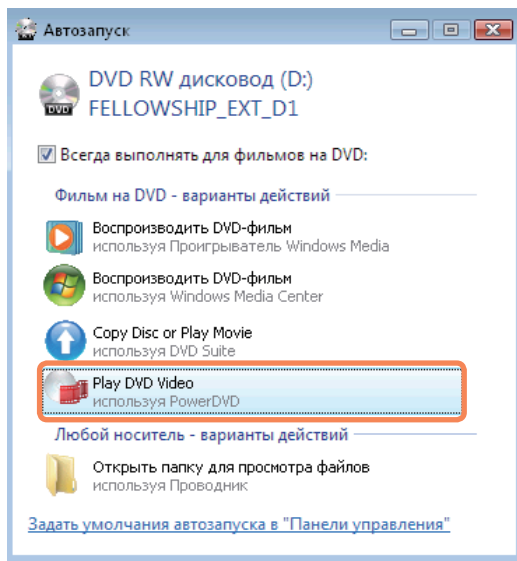 Автозапуск
DVD RW дисковод (D:)
FELLOWSHIP_EXT_D1
Всегда выполнять для фильмов на DVD:
Фильм на DVD - варианты действий
Воспроизводить DVD-фильм
используя Проигрыватель Windows Media
Воспроизводить DVD-фильм
используя Windows Media Center
Copy Disc or Play Movie
используя DVD Suite
Play DVD Video
используя PowerDVD
Любой носитель - варианты действий
Открыть папку для просмотра файлов
используя Проводник
Задать умолчания автозапуска в "Панели управления"